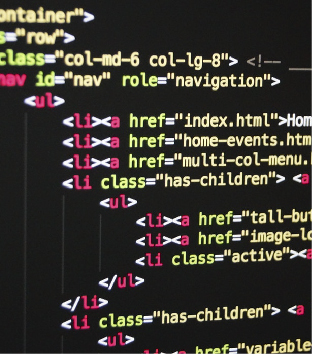 ontainer">
s="row">
class="col-md-6 col-lg-8"> <!--
nav id="nav" role="navigation">
<ul>
<li><a href="index.html">Hom
<li><a href="home-events.htm
<li><a href="multi-col-menu.
<li class="has-children"> <a
<ul>
<li><a href="tall-but
<li><a href="image-lo
<li class="active"><a
</ul>
</li>
<li class="has-children"> <a
<ul>
<li><a href="variable